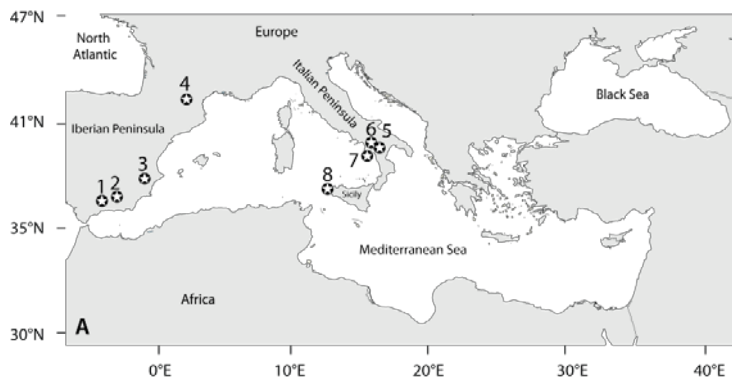 47°N
41°N
35°N
30°N
North
Atlantic
Europe
Italian Peninsula
Black Sea
Iberian Peninsula
4
6
5
7
3
8
1
2
Sicily
Mediterranean Sea
Africa
A
0°E
10°E
20°E
30°E
40°E